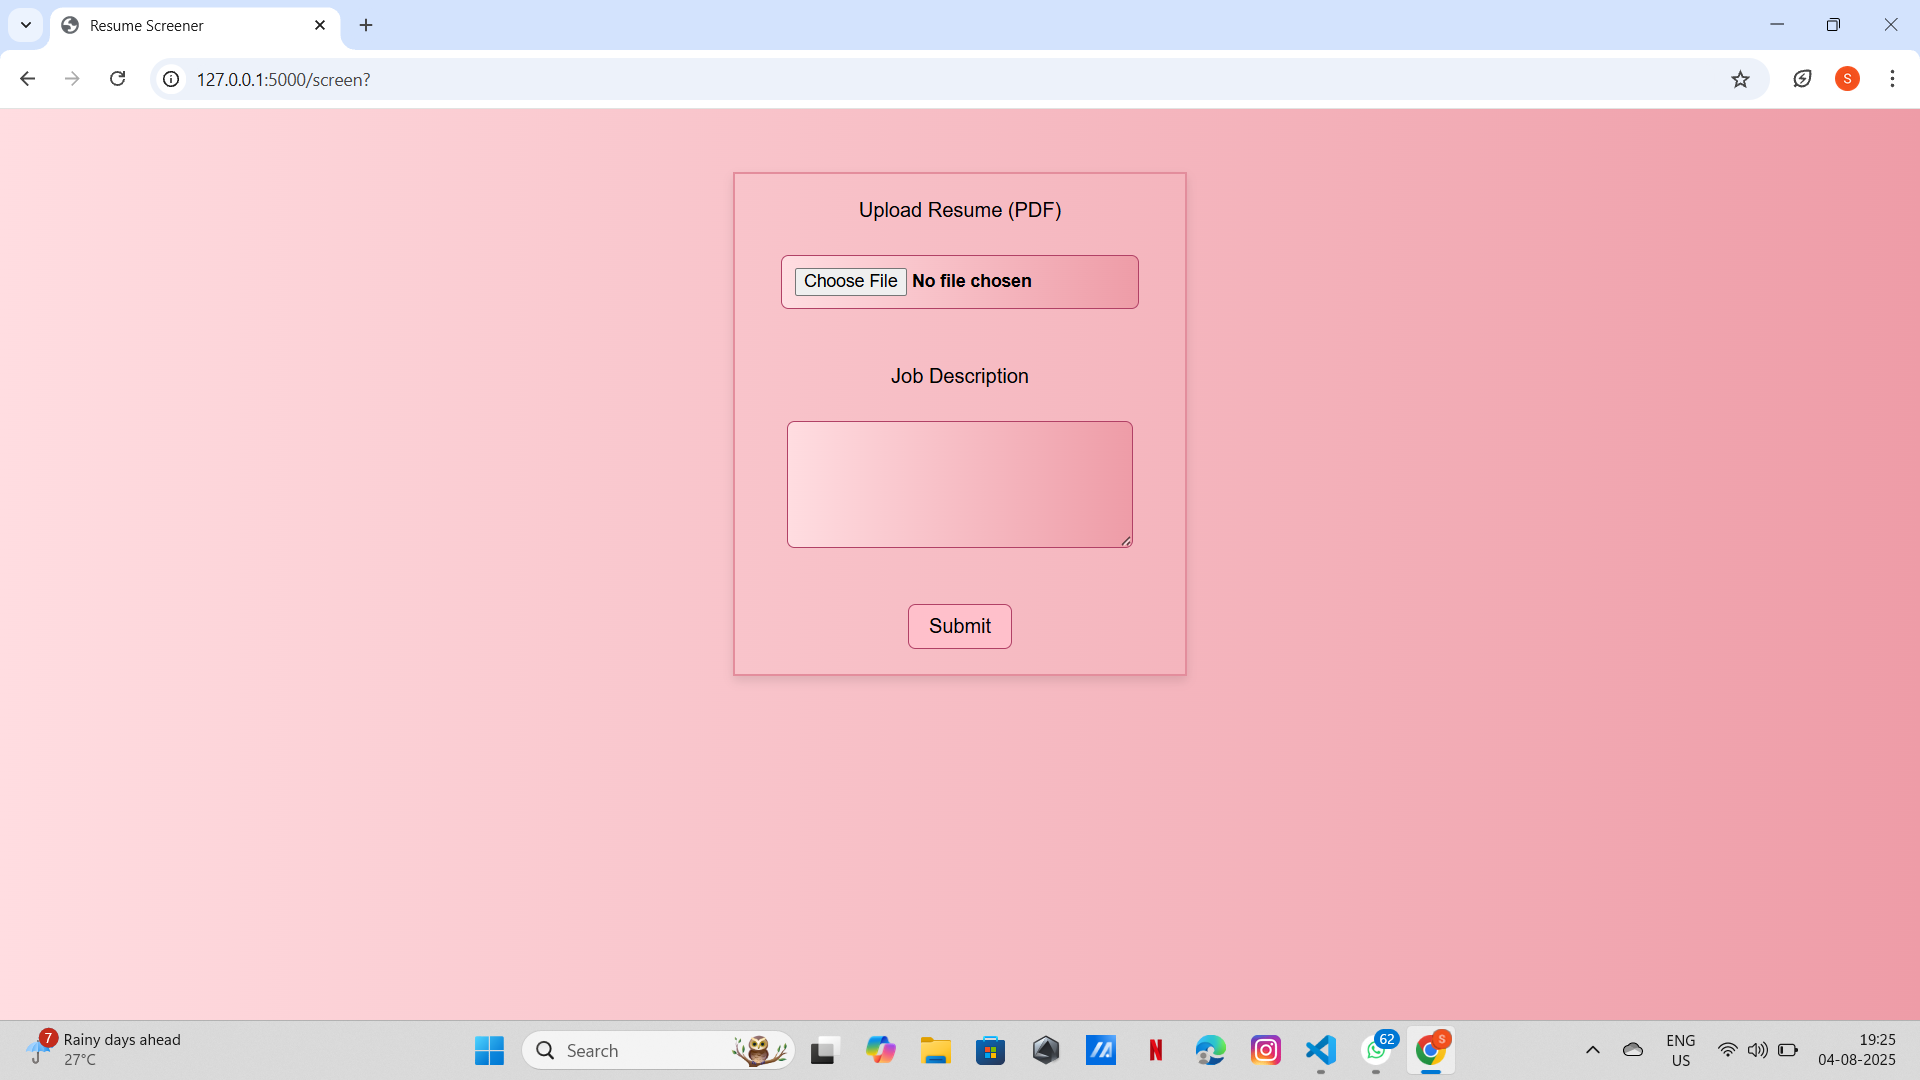 Resume Screener
127.0.0.1:5000/screen?
S
Upload Resume (PDF)
Choose File No file chosen
Job Description
Submit
7
Rainy days ahead
27°C
Search
N
62
S
ENG
US
19:25
04-08-2025